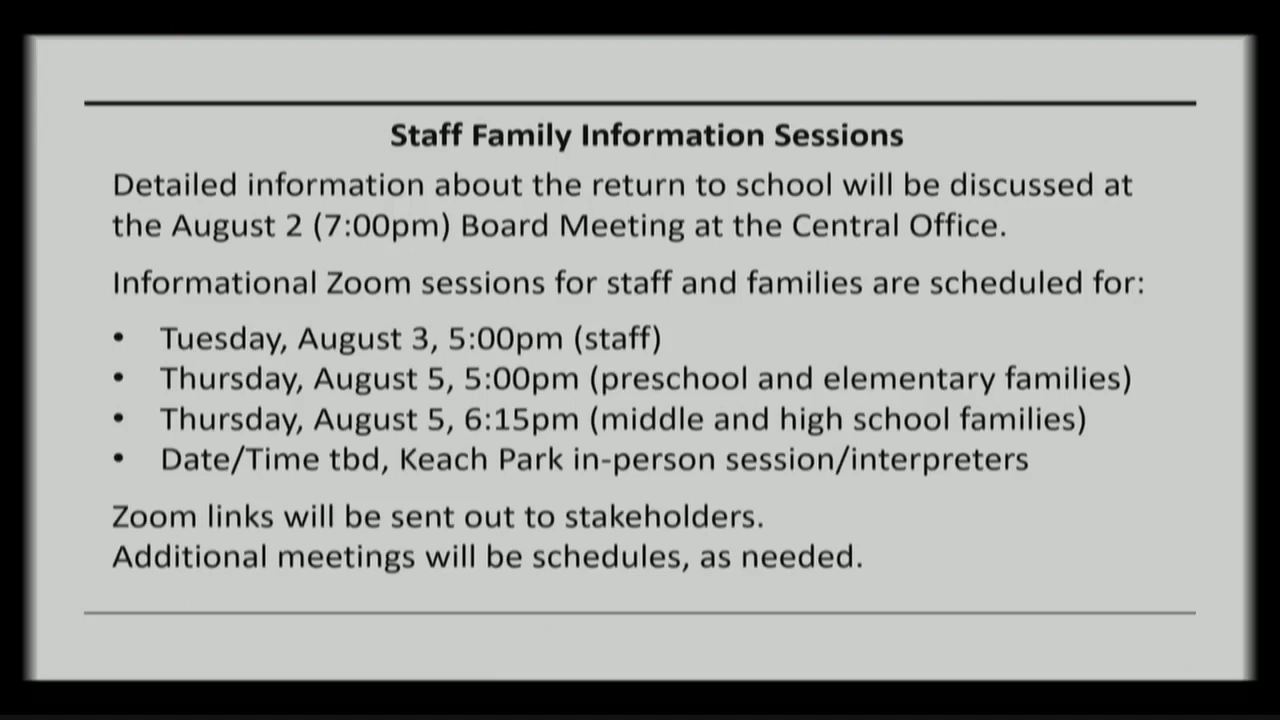 Staff Family Information Sessions
Detailed information about the return to school will be discussed at
the August 2 (7:00pm) Board Meeting at the Central Office.
Informational Zoom sessions for staff and families are scheduled for:
• Tuesday, August 3, 5:00pm (staff)
• Thursday, August 5, 5:00pm (preschool and elementary families)
• Thursday, August 5, 6:15pm (middle and high school families)
• Date/Time tbd, Keach Park in-person session/interpreters
Zoom links will be sent out to stakeholders.
Additional meetings will be schedules, as needed.